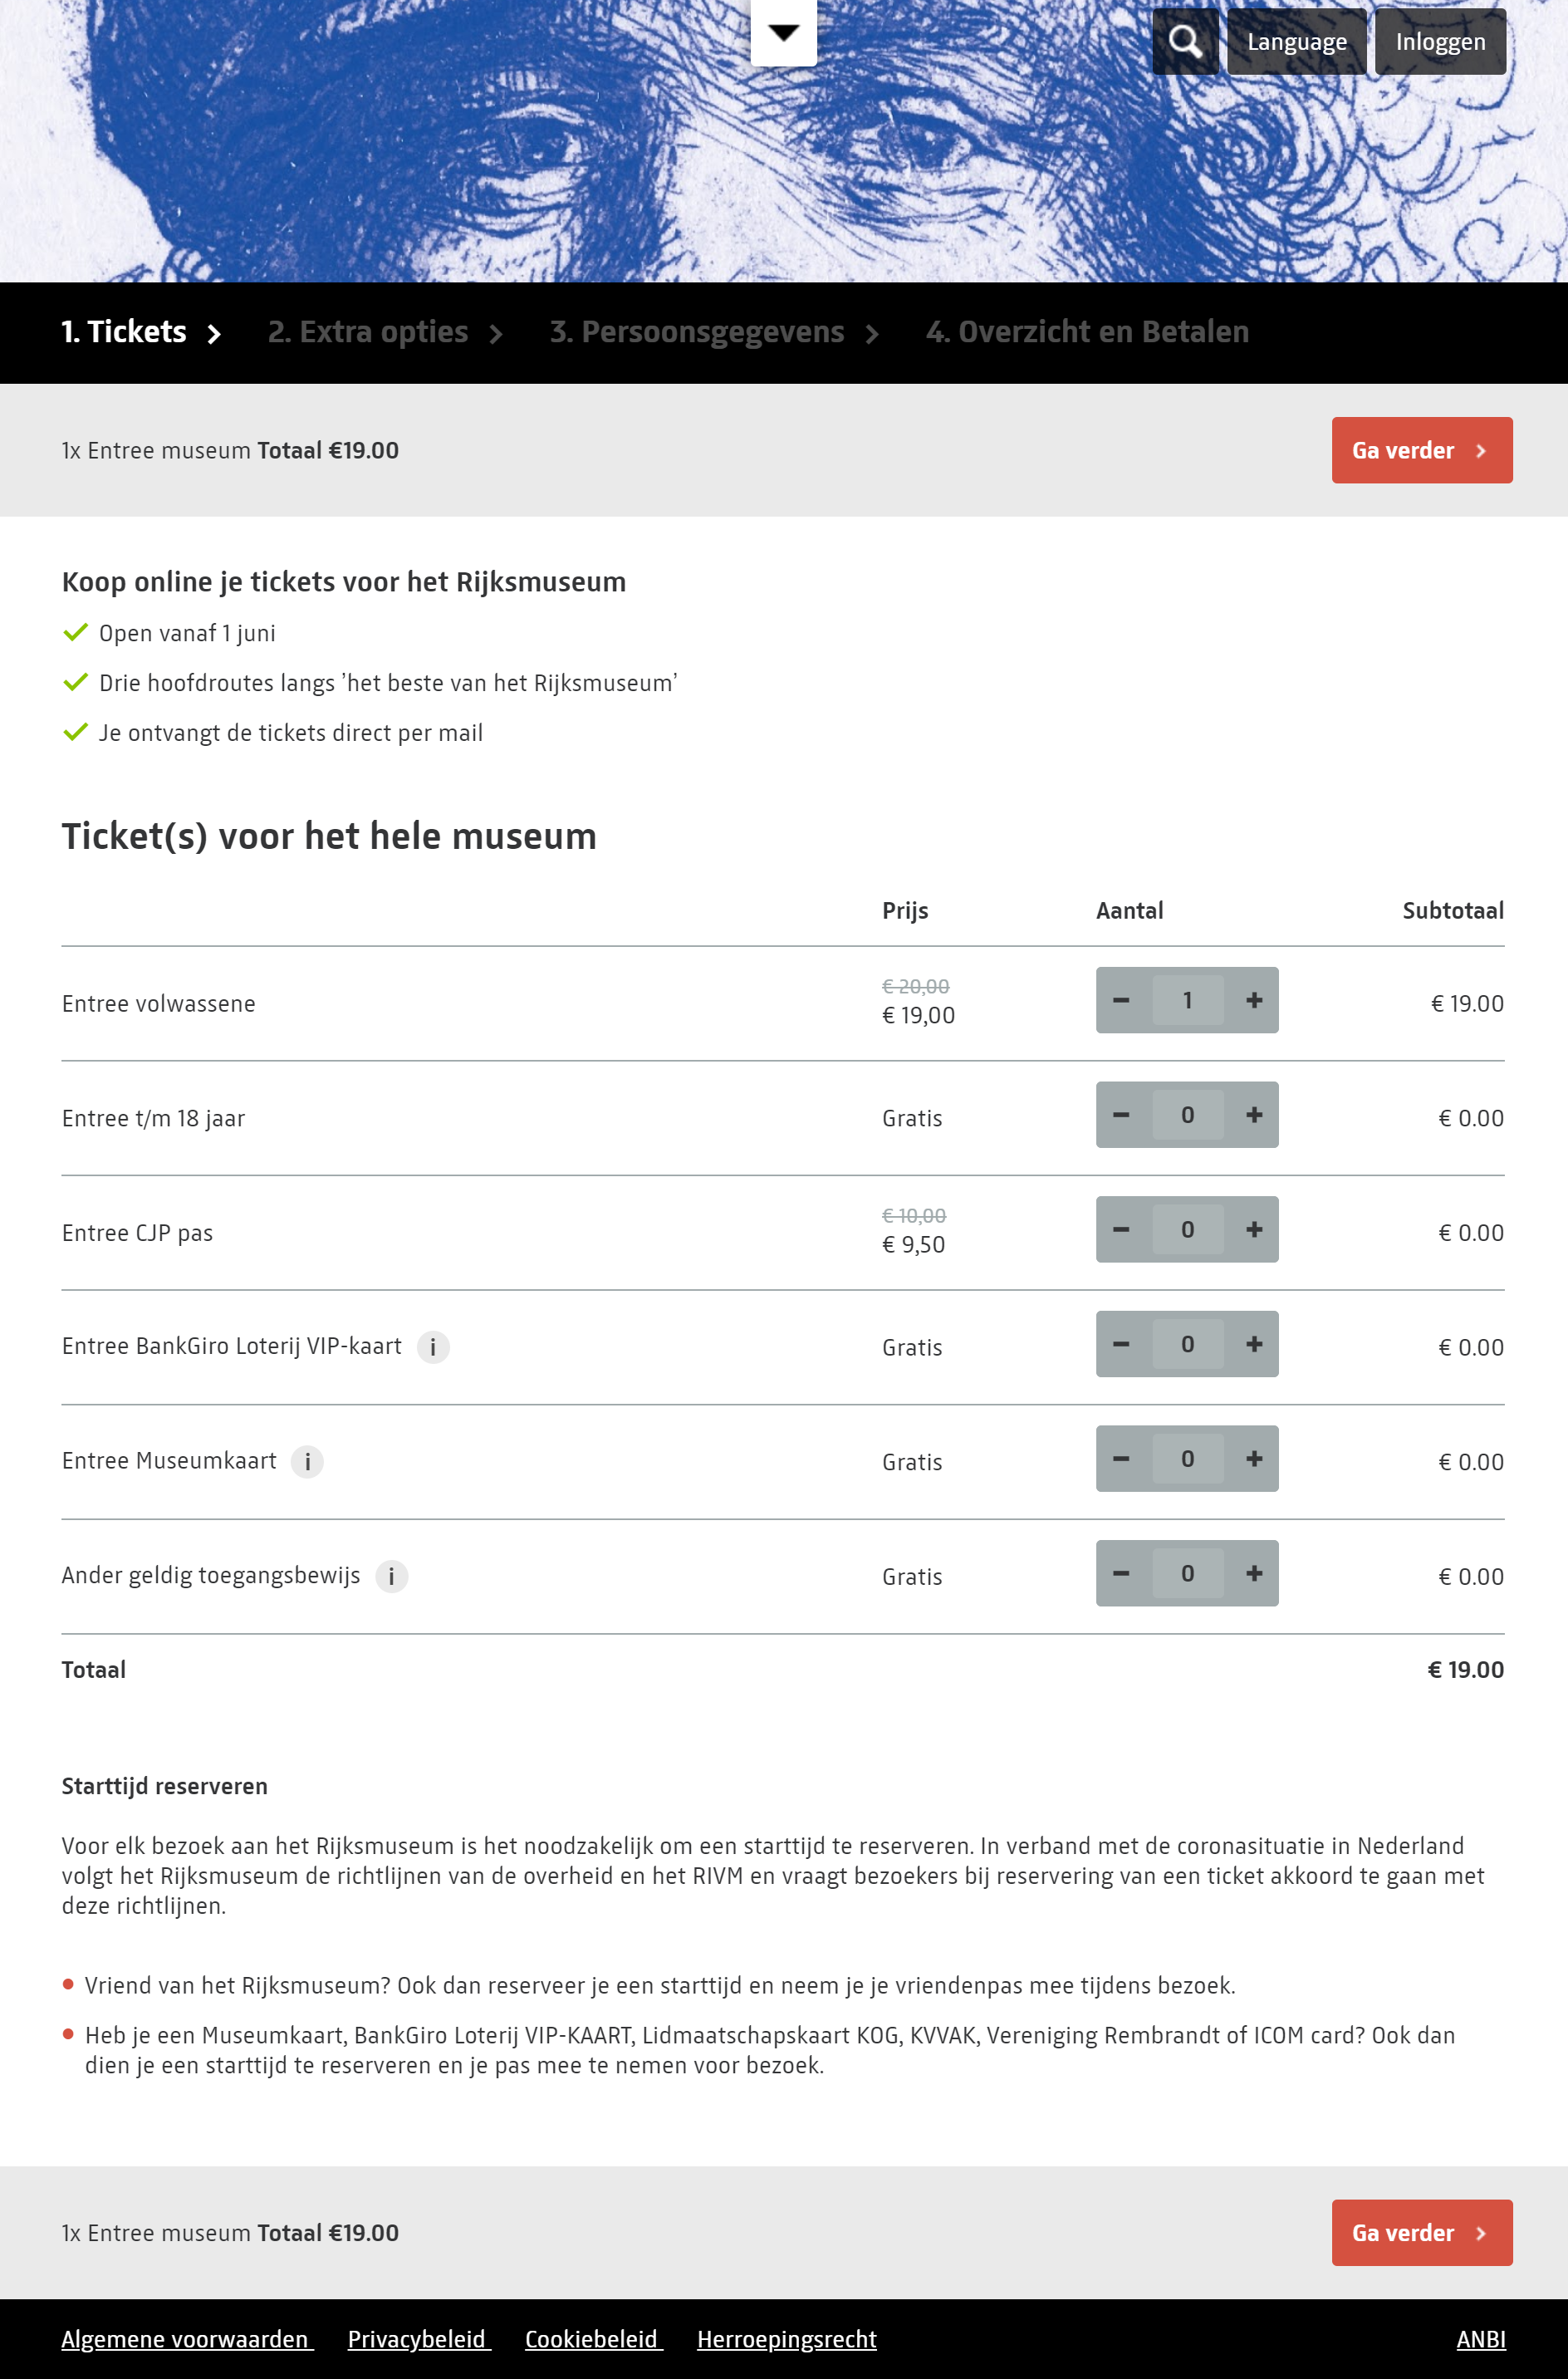 Language
Inloggen
1. Tickets
2. Extra opties
3. Persoonsgegevens
4. Overzicht en Betalen
1x Entree museum Totaal €19.00
Ga verder
Koop online je tickets voor het Rijksmuseum
Open vanaf 1 juni
Drie hoofdroutes langs ’het beste van het Rijksmuseum’
Je ontvangt de tickets direct per mail
Ticket(s) voor het hele museum
Prijs Aantal Subtotaal
€ 20,00
Entree volwassene € 19,00 − 1 + € 19.00
Entree t/m 18 jaar Gratis − 0 + € 0.00
€ 10,00
Entree CJP pas € 9,50 − 0 + € 0.00
Entree BankGiro Loterij VIP-kaart i Gratis − 0 + € 0.00
Entree Museumkaart i Gratis − 0 + € 0.00
Ander geldig toegangsbewijs i Gratis − 0 + € 0.00
Totaal € 19.00
Starttijd reserveren
Voor elk bezoek aan het Rijksmuseum is het noodzakelijk om een starttijd te reserveren. In verband met de coronasituatie in Nederland
volgt het Rijksmuseum de richtlijnen van de overheid en het RIVM en vraagt bezoekers bij reservering van een ticket akkoord te gaan met
deze richtlijnen.
Vriend van het Rijksmuseum? Ook dan reserveer je een starttijd en neem je je vriendenpas mee tijdens bezoek.
Heb je een Museumkaart, BankGiro Loterij VIP-KAART, Lidmaatschapskaart KOG, KVVAK, Vereniging Rembrandt of ICOM card? Ook dan
dien je een starttijd te reserveren en je pas mee te nemen voor bezoek.
1x Entree museum Totaal €19.00
Ga verder
Algemene voorwaarden Privacybeleid Cookiebeleid Herroepingsrecht ANBI